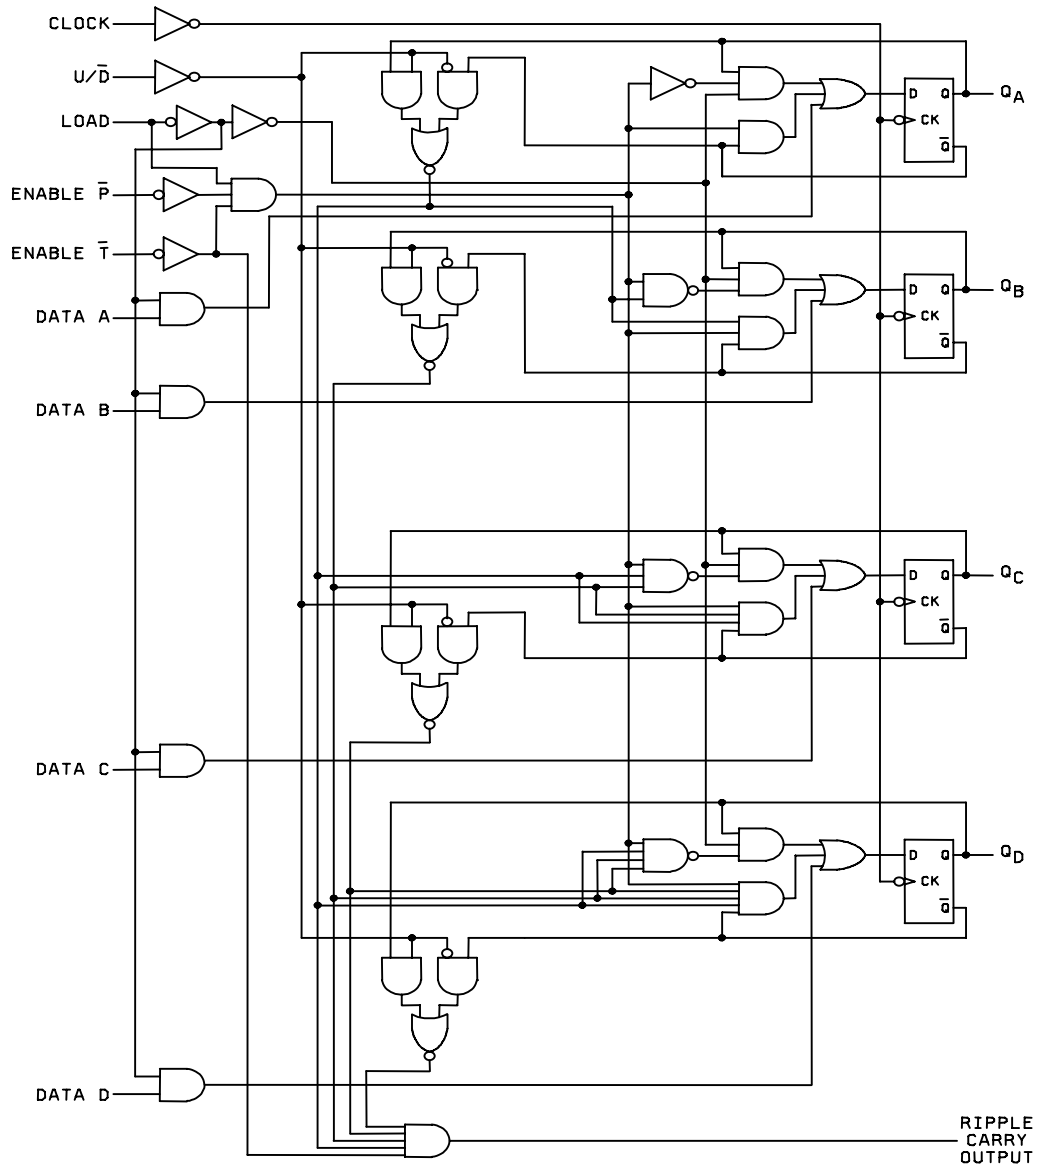 CLOCK
U/D̅
LOAD
ENABLE P̅
ENABLE T̅
DATA A
DATA B
DATA C
DATA D
D Q
CK
Q̅
QA
D Q
CK
Q̅
QB
D Q
CK
Q̅
QC
D Q
CK
Q̅
QD
RIPPLE
CARRY
OUTPUT